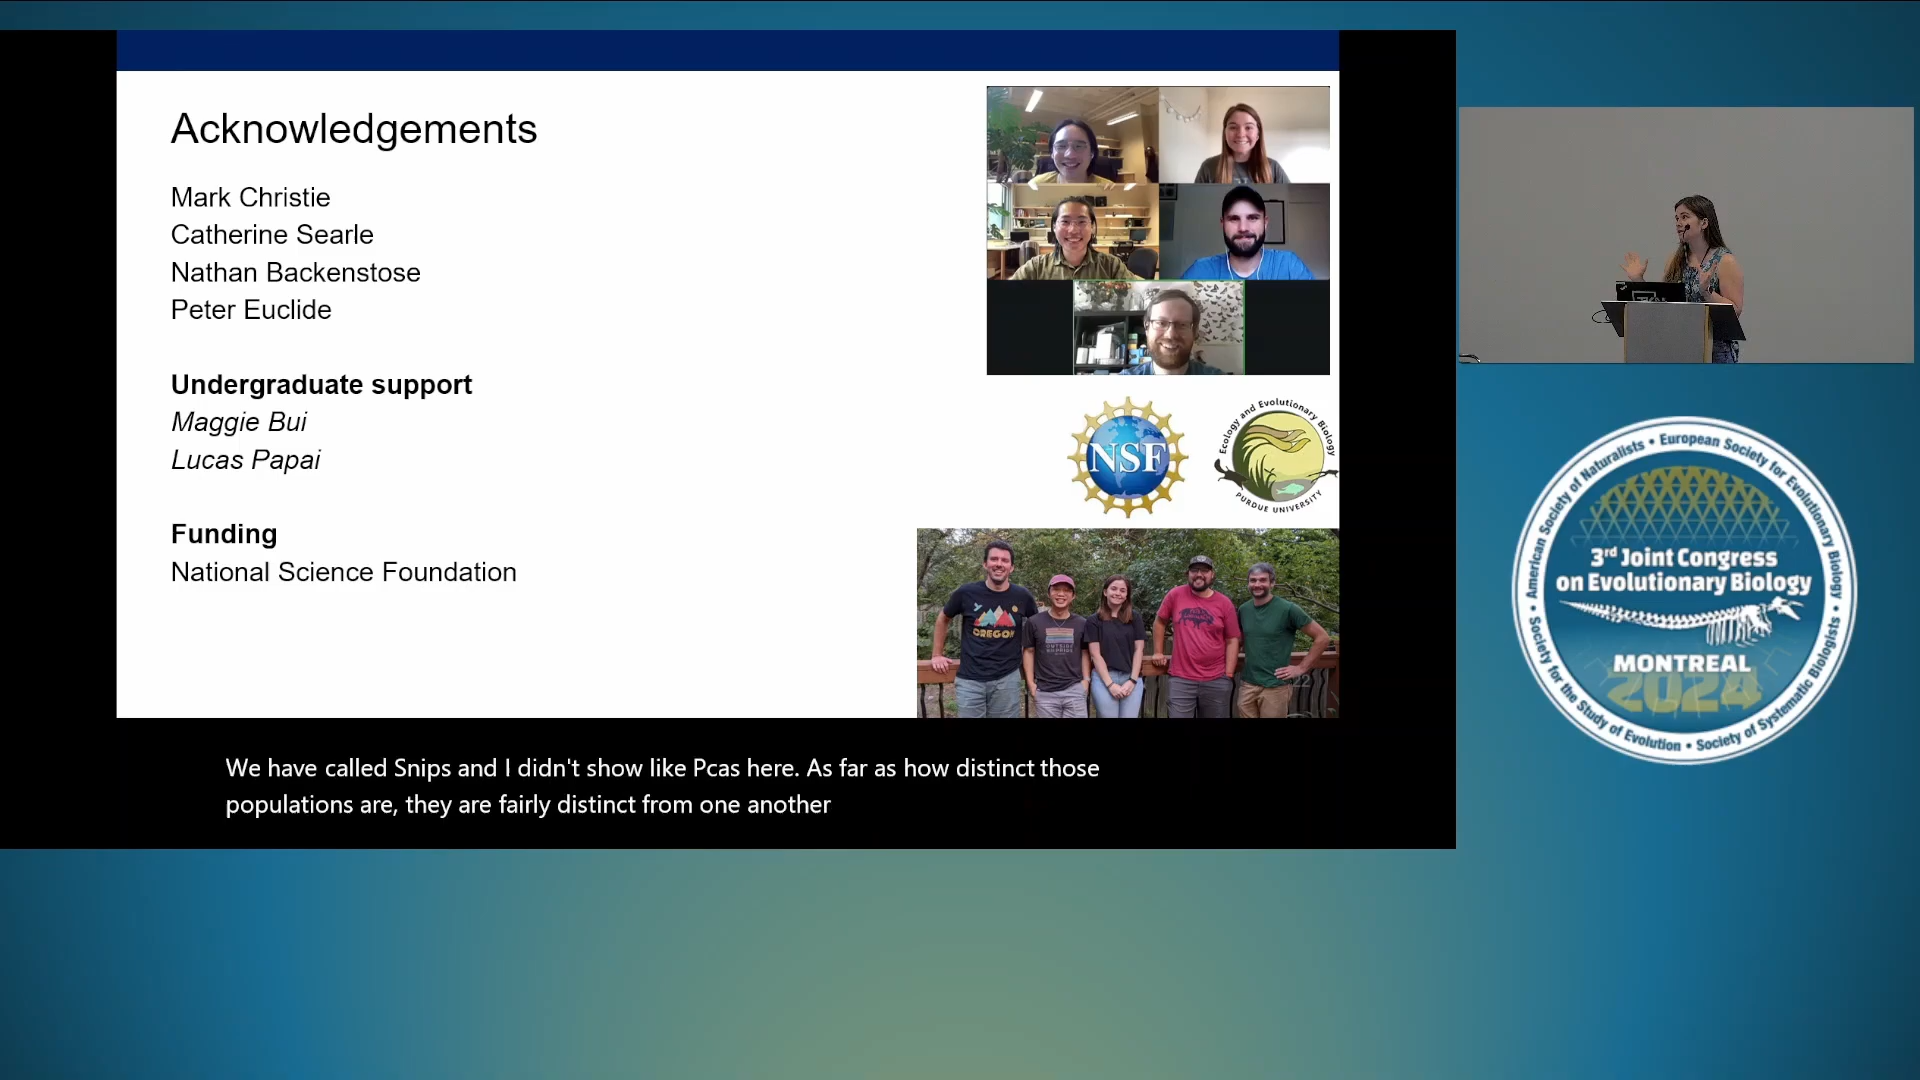 Acknowledgements
Mark Christie
Catherine Searle
Nathan Backenstose
Peter Euclide
Undergraduate support
Maggie Bui
Lucas Papai
Funding
National Science Foundation
NSF
Ecology and Evolutionary Biology
PURDUE UNIVERSITY
OREGON
22
We have called Snips and I didn't show like Pcas here. As far as how distinct those
populations are, they are fairly distinct from one another
American Society of Naturalists • European Society for Evolutionary Biology •
Society for the Study of Evolution • Society of Systematic Biologists
3rd Joint Congress
on Evolutionary Biology
MONTREAL
2024